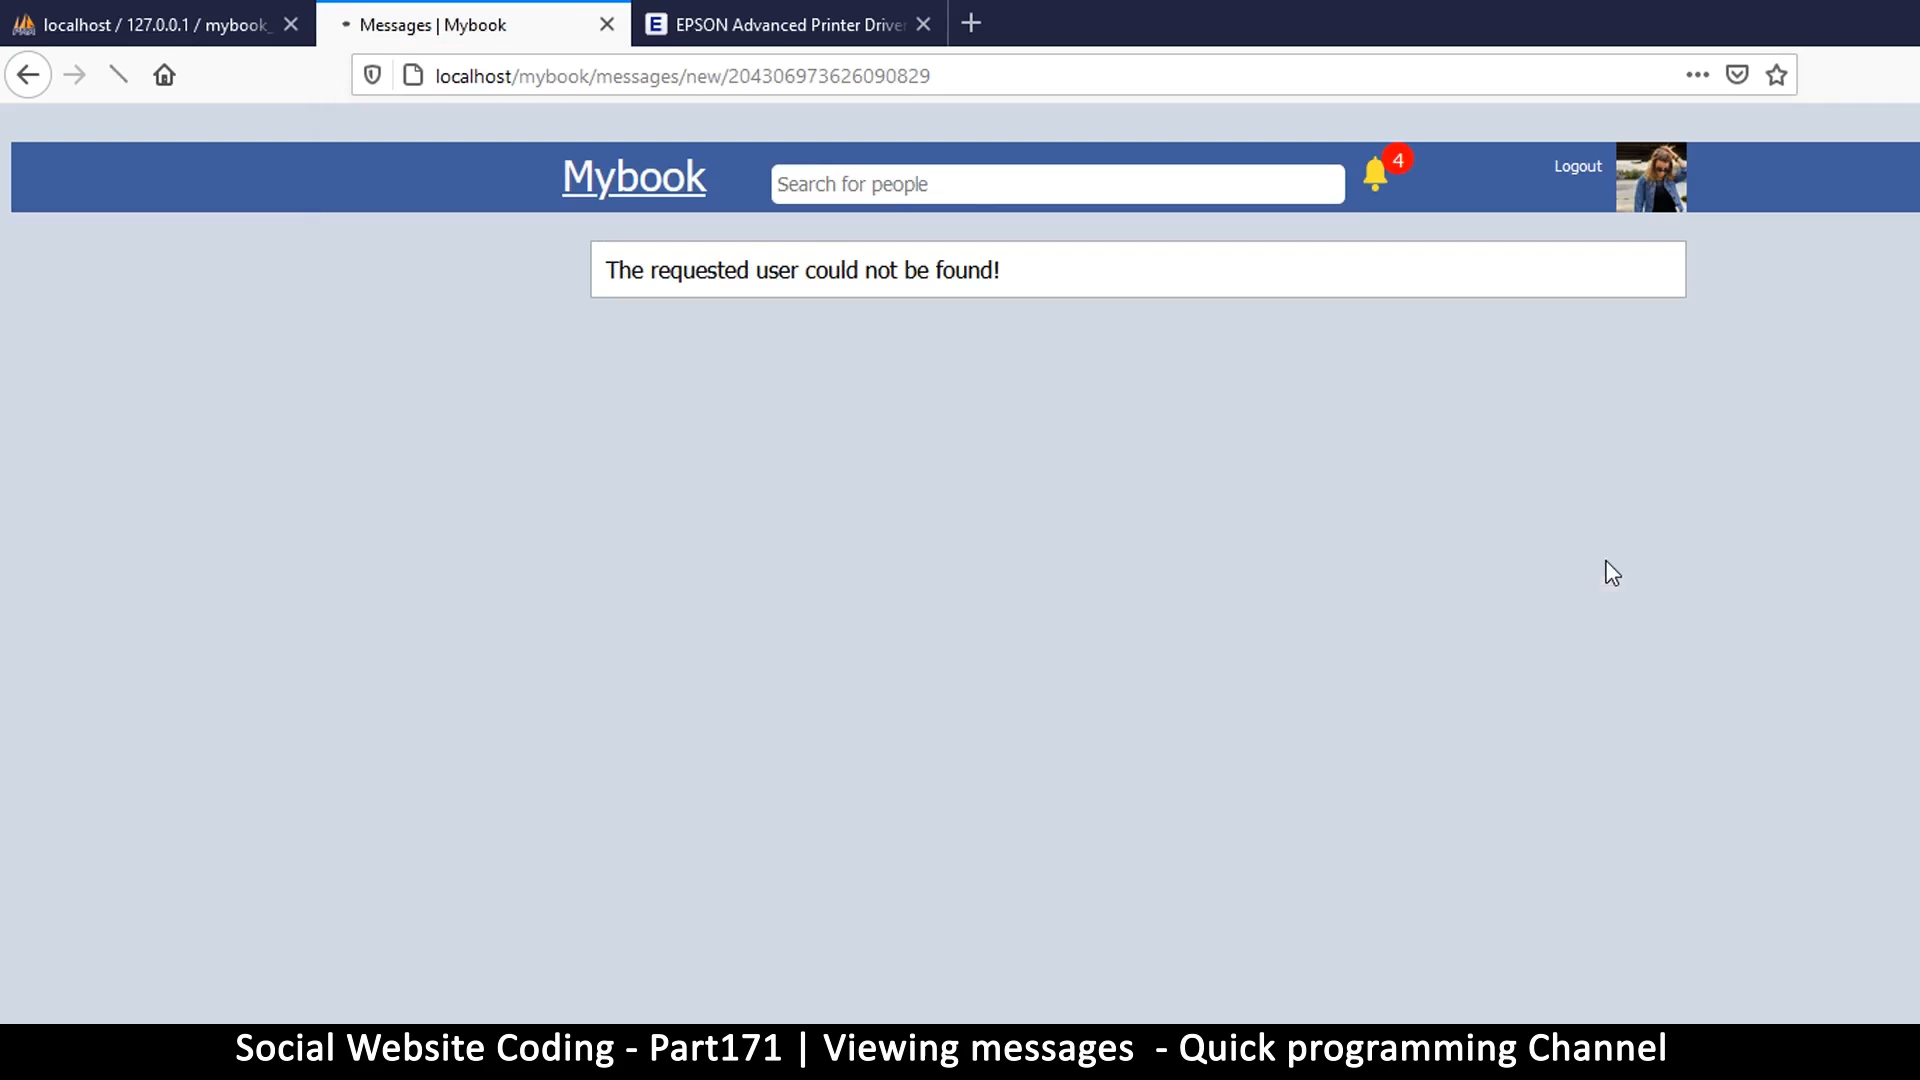 localhost / 127.0.0.1 / mybook_
Messages | Mybook
EPSON Advanced Printer Drive
localhost/mybook/messages/new/204306973626090829
Mybook
Search for people
4
Logout
The requested user could not be found!
Social Website Coding - Part171 | Viewing messages - Quick programming Channel